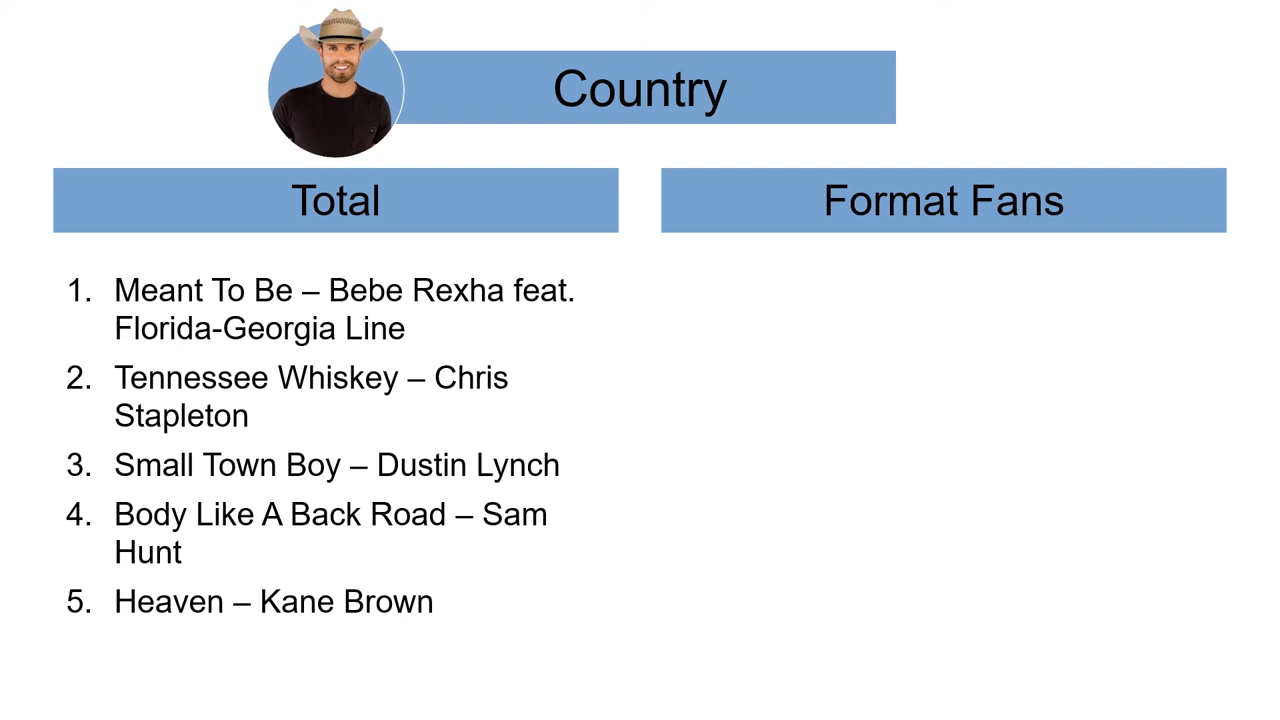 Country
Total
Format Fans
1. Meant To Be – Bebe Rexha feat.
Florida-Georgia Line
2. Tennessee Whiskey – Chris
Stapleton
3. Small Town Boy – Dustin Lynch
4. Body Like A Back Road – Sam
Hunt
5. Heaven – Kane Brown